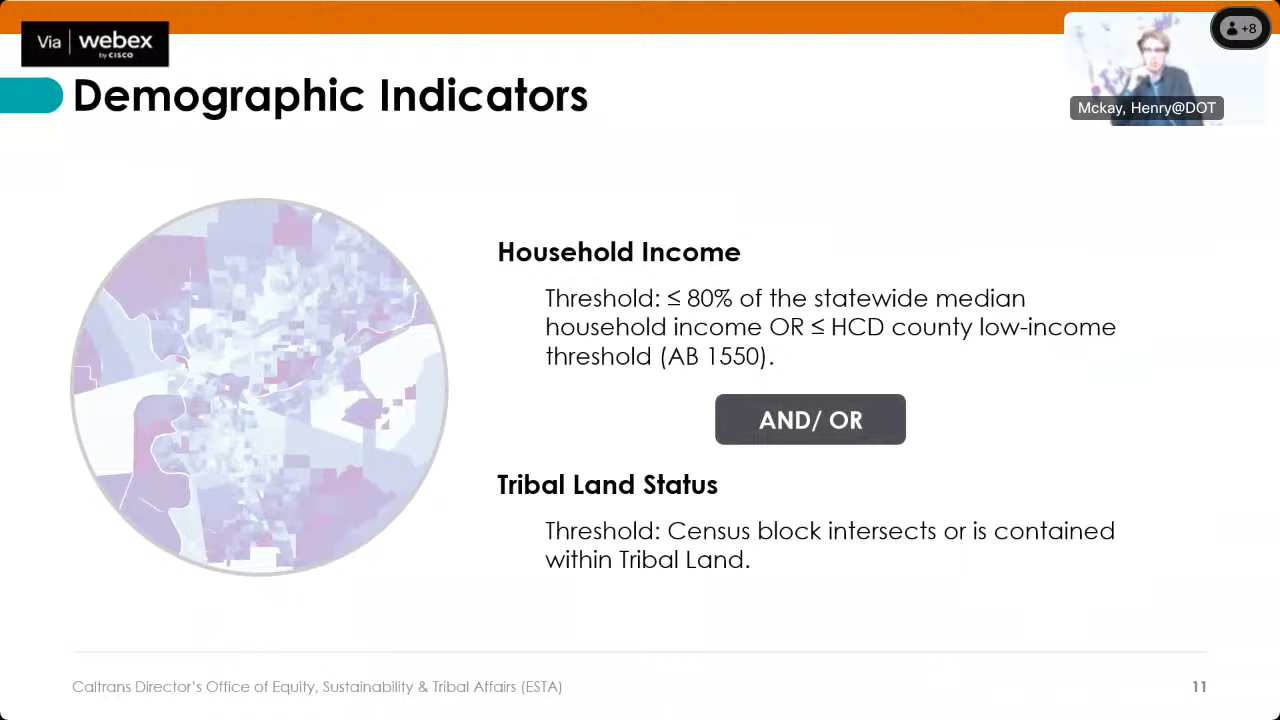 Via | webex
by CISCO
+8
Mckay, Henry@DOT
Demographic Indicators
Household Income
Threshold: ≤ 80% of the statewide median
household income OR ≤ HCD county low-income
threshold (AB 1550).
AND/ OR
Tribal Land Status
Threshold: Census block intersects or is contained
within Tribal Land.
Caltrans Director’s Office of Equity, Sustainability & Tribal Affairs (ESTA)
11